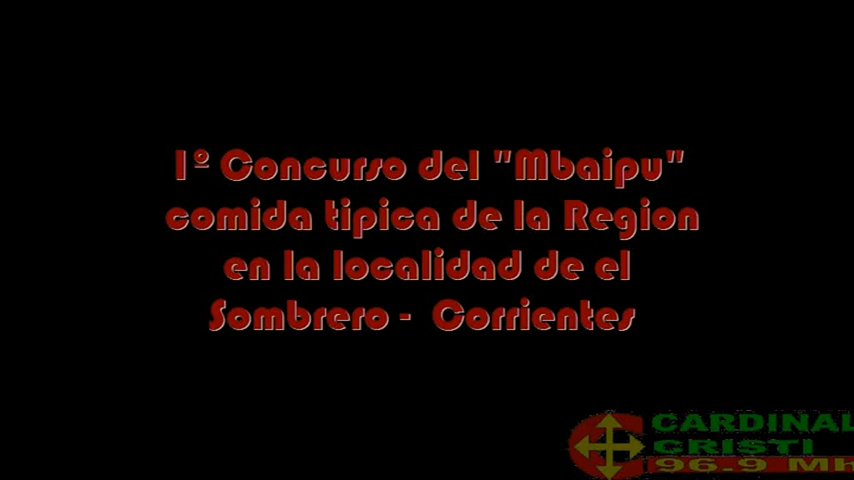 1º Concurso del "Mbaipu"
comida tipica de la Region
en la localidad de el
Sombrero - Corrientes
CARDINAL
CRISTI
96.9 Mh